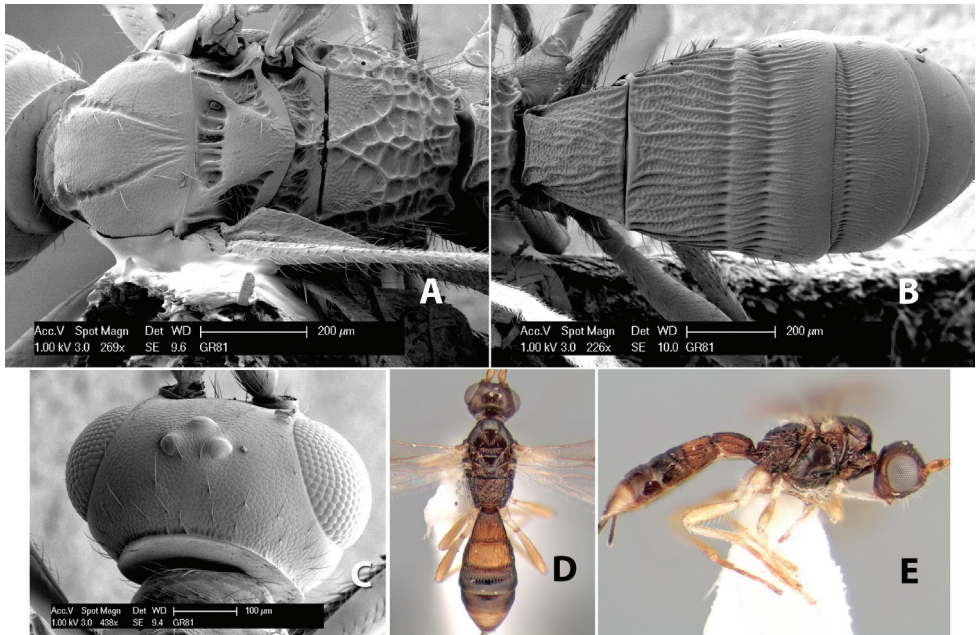 A
Acc.V Spot Magn Det WD 200 µm
1.00 kV 3.0 269x SE 9.6 GR81
B
Acc.V Spot Magn Det WD 200 µm
1.00 kV 3.0 226x SE 10.0 GR81
C
Acc.V Spot Magn Det WD 100 µm
1.00 kV 3.0 438x SE 9.4 GR81
D
E